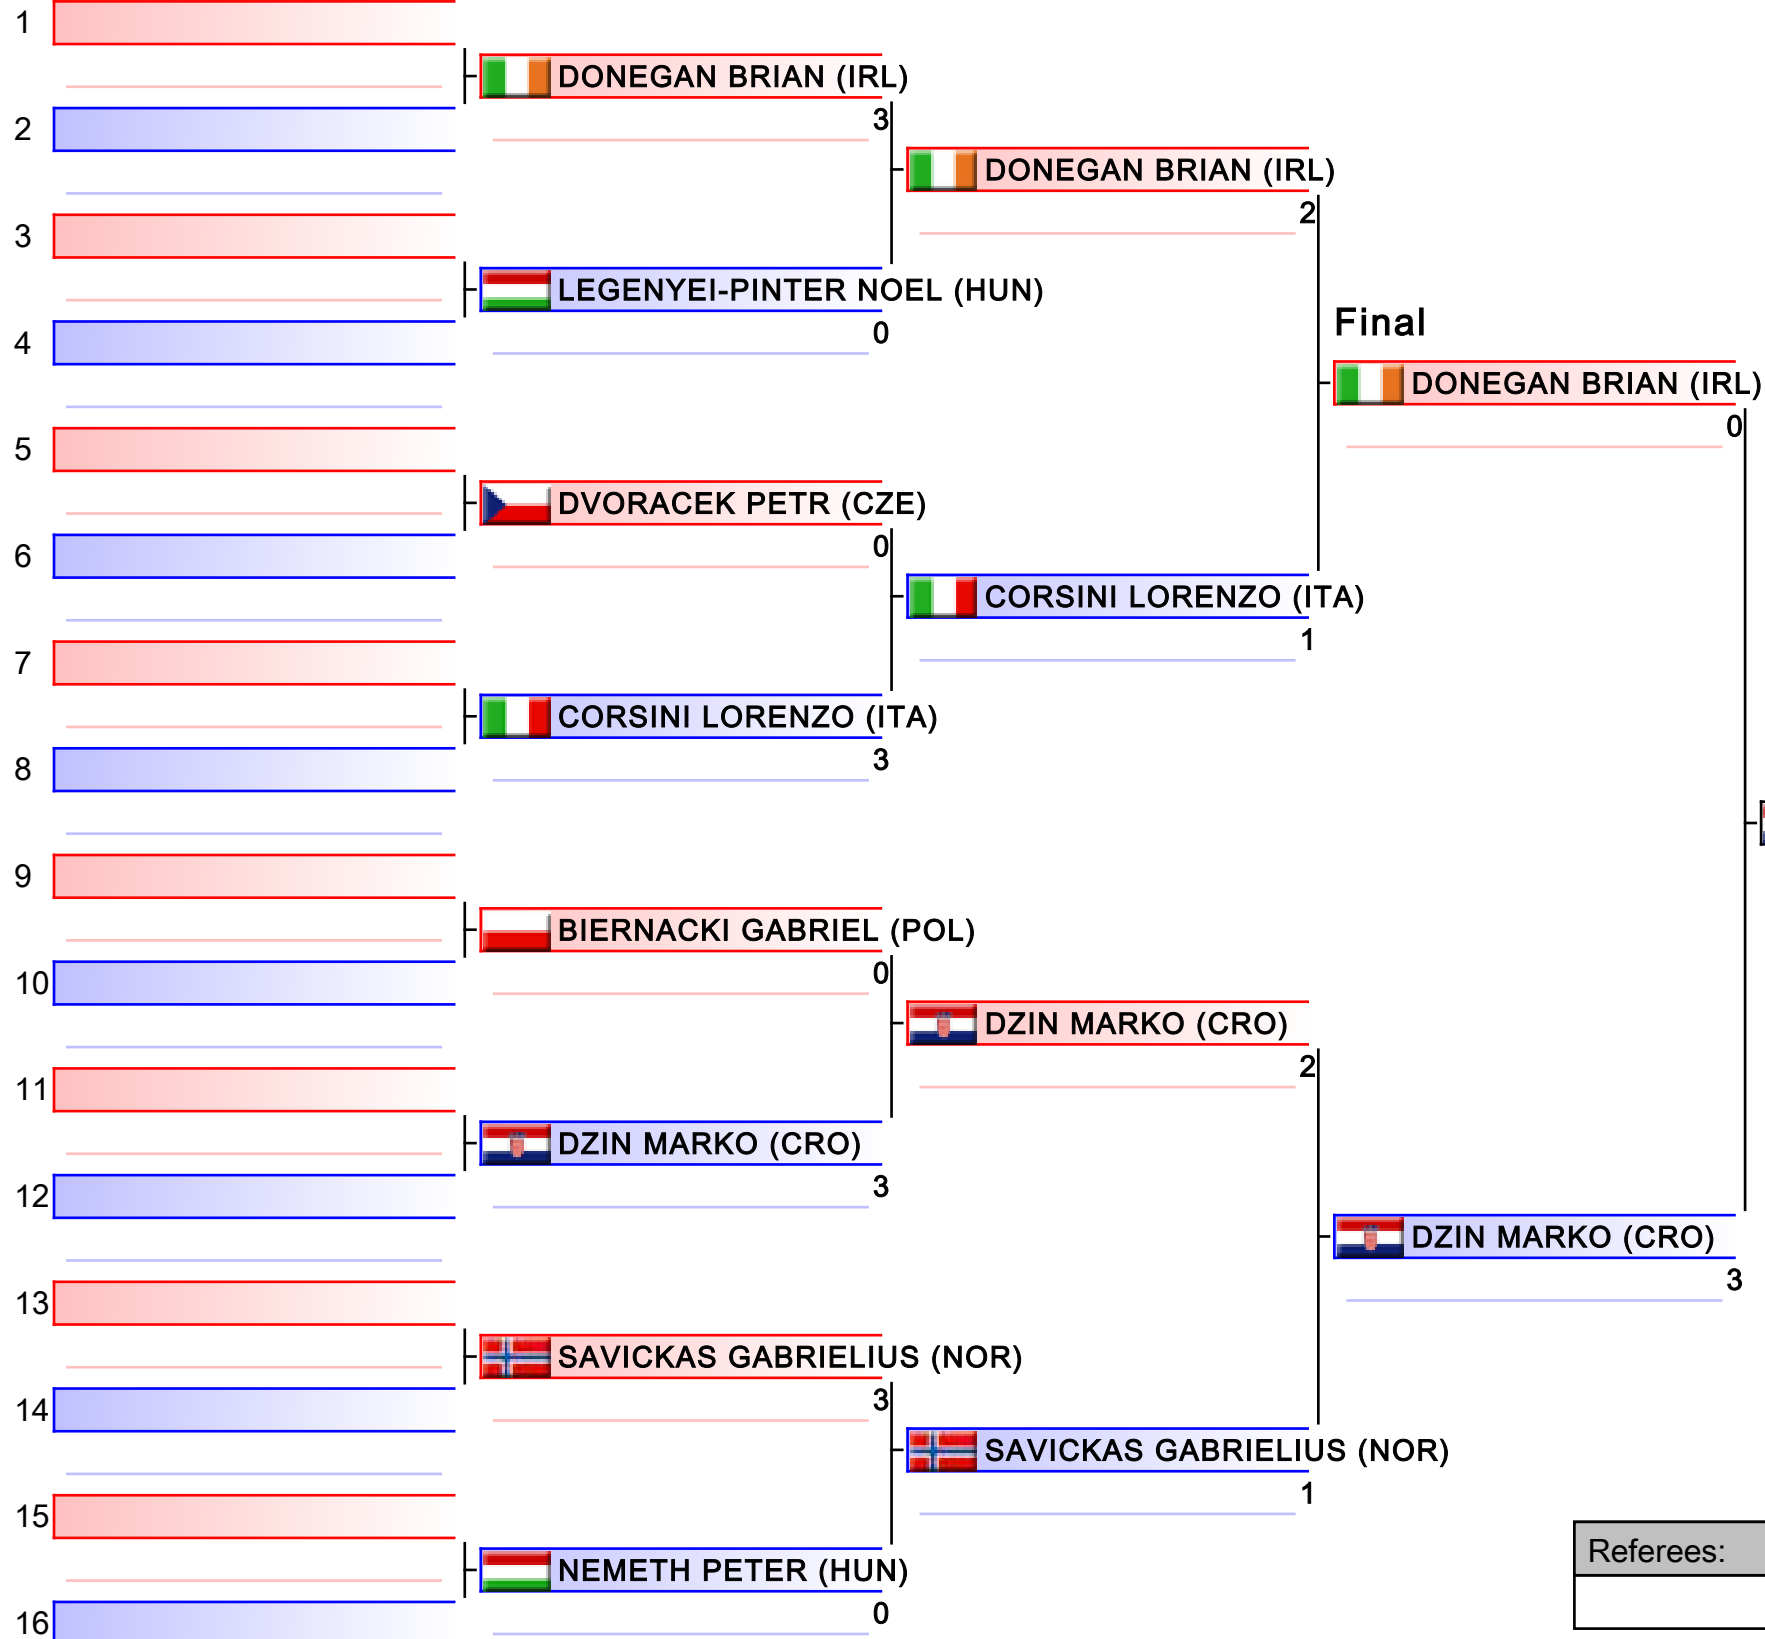 1
DONEGAN BRIAN (IRL)
3
2
DONEGAN BRIAN (IRL)
2
3
LEGENYEI-PINTER NOEL (HUN)
0
4
Final
DONEGAN BRIAN (IRL)
0
5
DVORACEK PETR (CZE)
0
6
CORSINI LORENZO (ITA)
1
7
CORSINI LORENZO (ITA)
3
8
9
BIERNACKI GABRIEL (POL)
0
10
DZIN MARKO (CRO)
2
11
DZIN MARKO (CRO)
3
12
DZIN MARKO (CRO)
3
13
SAVICKAS GABRIELIUS (NOR)
3
14
SAVICKAS GABRIELIUS (NOR)
1
15
Referees:
NEMETH PETER (HUN)
0
16